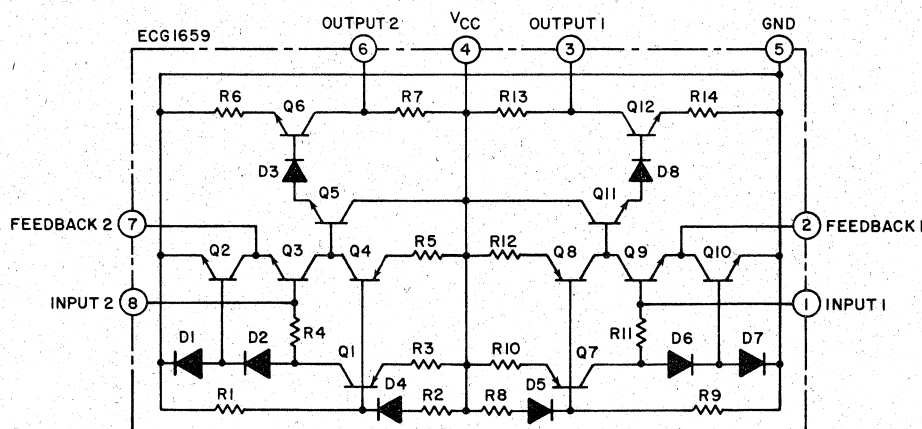 ECG1659 OUTPUT 2 VCC OUTPUT 1 GND
6 4 3 5
R6 Q6 R7 R13 Q12 R14
D3 D8
Q5 Q11
FEEDBACK 2 7 2 FEEDBACK 1
Q2 Q3 Q4 R5 R12 Q8 Q9 Q10
INPUT 2 8 1 INPUT 1
R4 R11
D1 D2 Q1 R3 R10 Q7 D6 D7
R1 D4 R2 R8 D5 R9